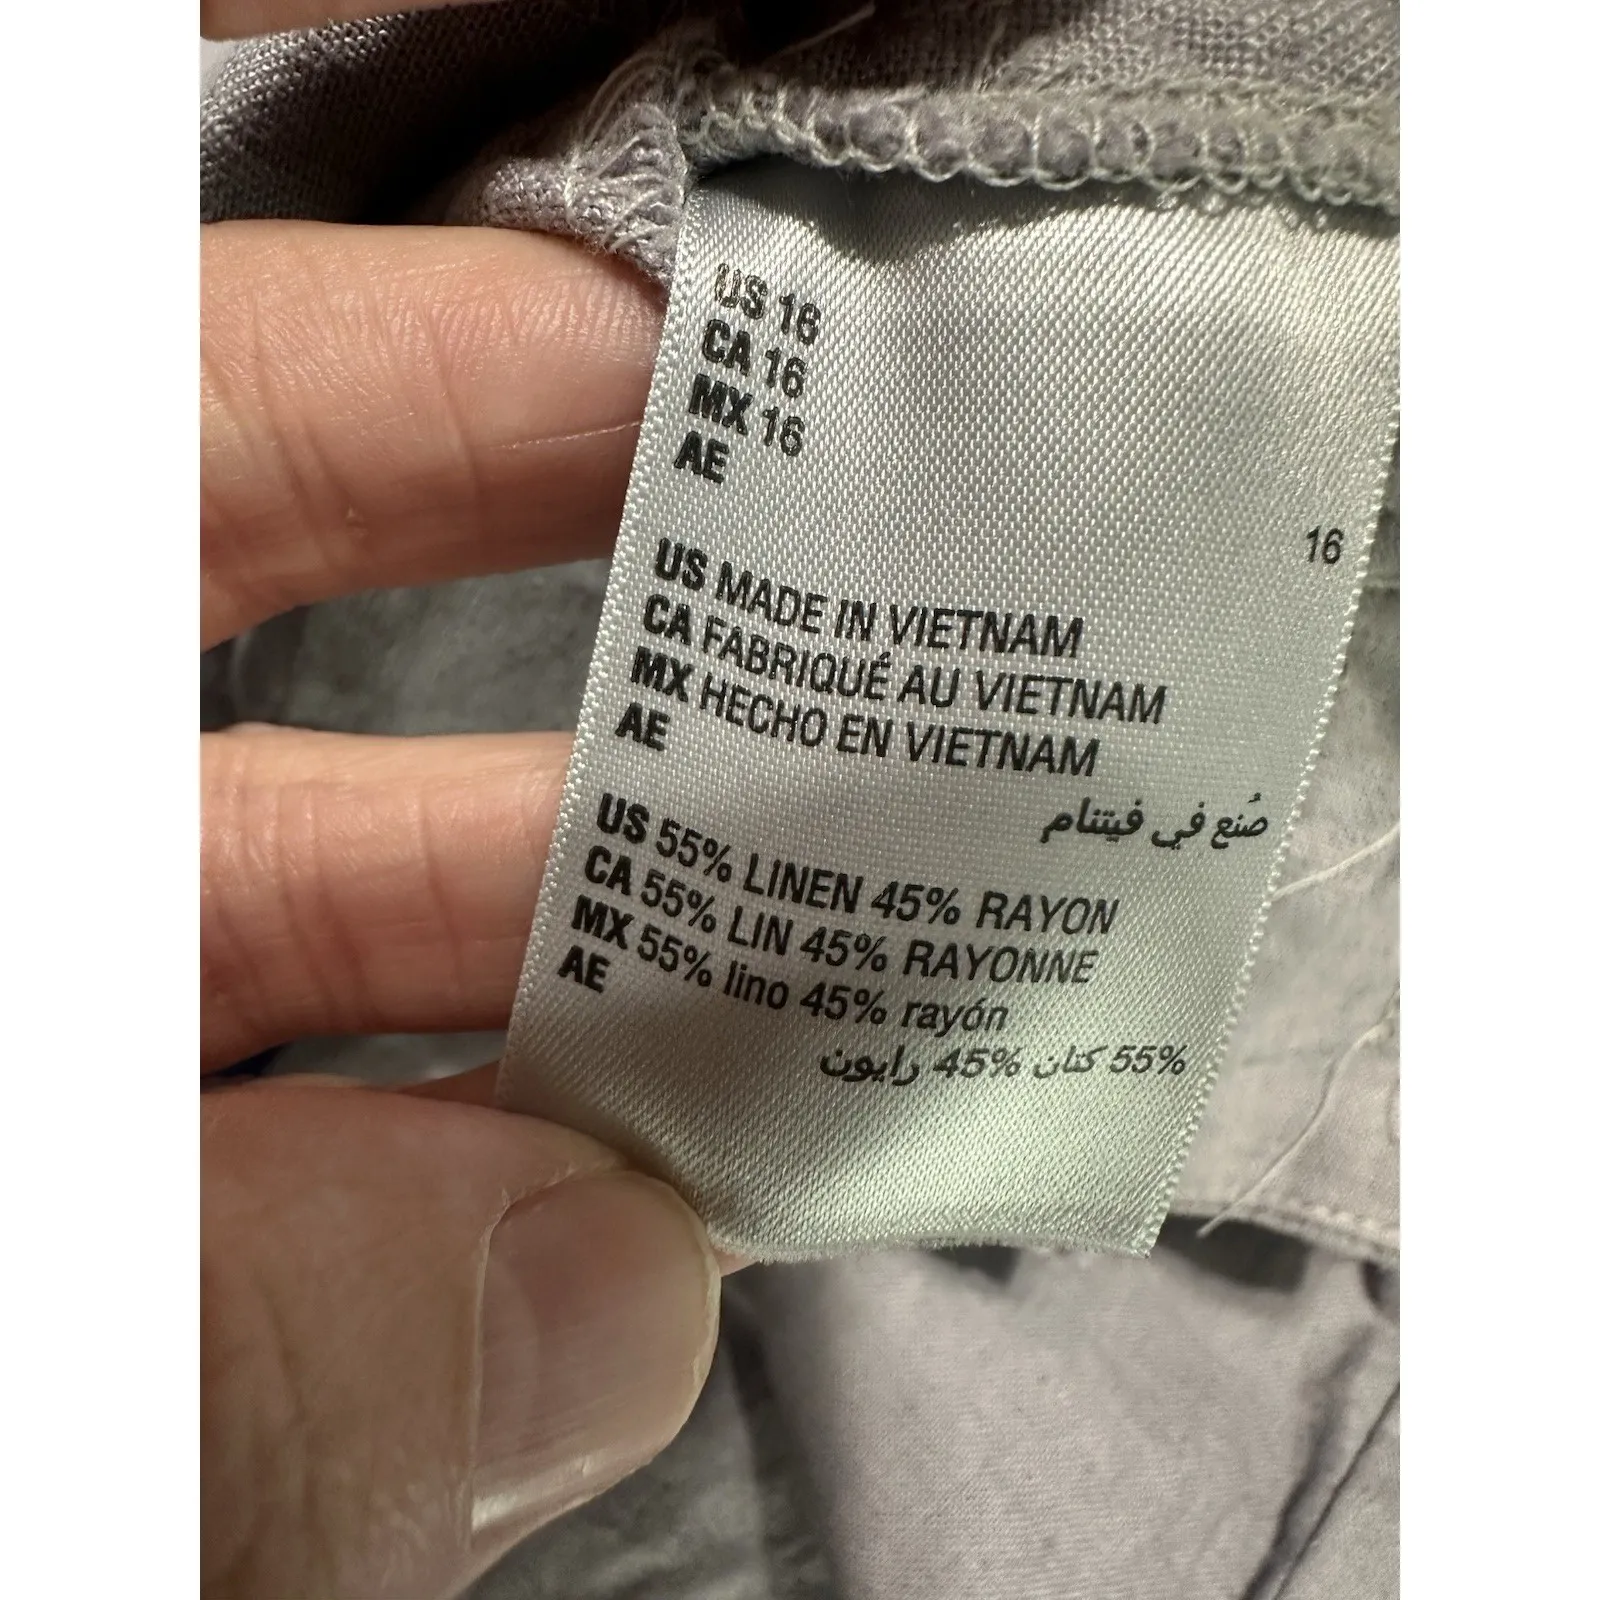 US 16
CA 16
MX 16
AE
16
US MADE IN VIETNAM
CA FABRIQUÉ AU VIETNAM
MX HECHO EN VIETNAM
AE
صُنع في فيتنام
US 55% LINEN 45% RAYON
CA 55% LIN 45% RAYONNE
MX 55% lino 45% rayón
AE
55% كتان 45% رايون